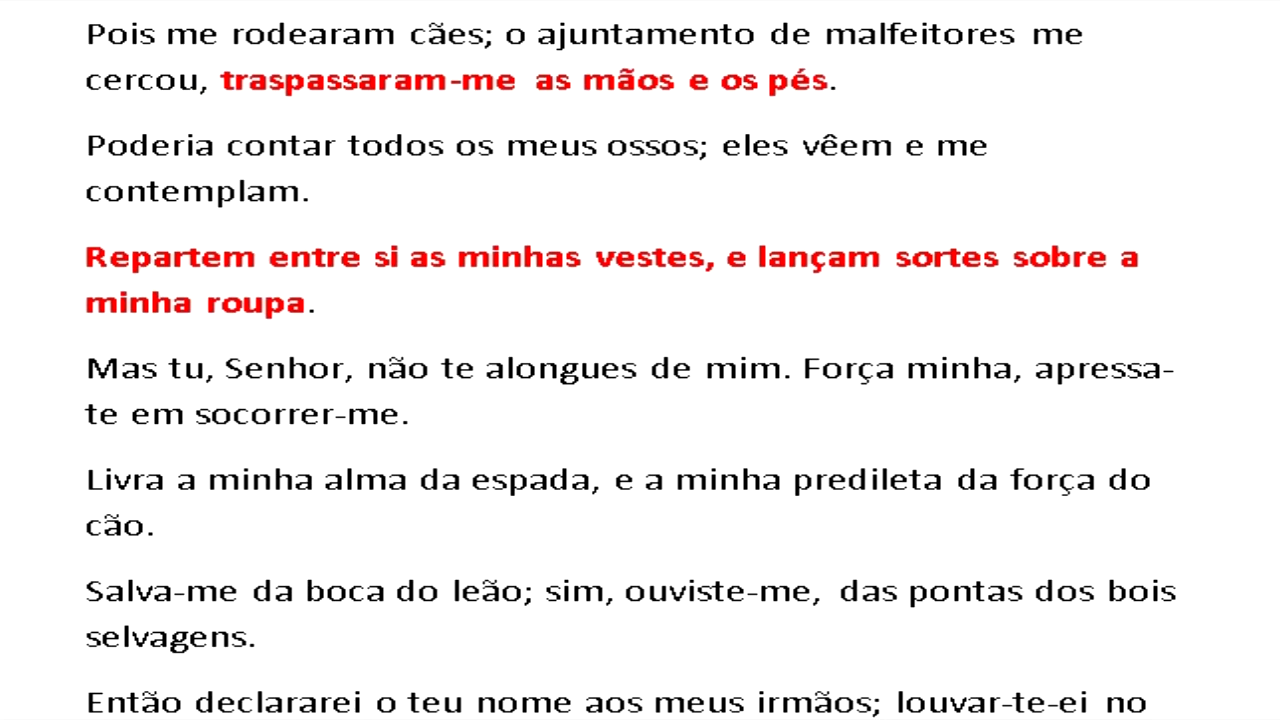 Pois me rodearam cães; o ajuntamento de malfeitores me
cercou, traspassaram-me as mãos e os pés.
Poderia contar todos os meus ossos; eles vêem e me
contemplam.
Repartem entre si as minhas vestes, e lançam sortes sobre a
minha roupa.
Mas tu, Senhor, não te alongues de mim. Força minha, apressa-
te em socorrer-me.
Livra a minha alma da espada, e a minha predileta da força do
cão.
Salva-me da boca do leão; sim, ouviste-me, das pontas dos bois
selvagens.
Então declararei o teu nome aos meus irmãos; louvar-te-ei no